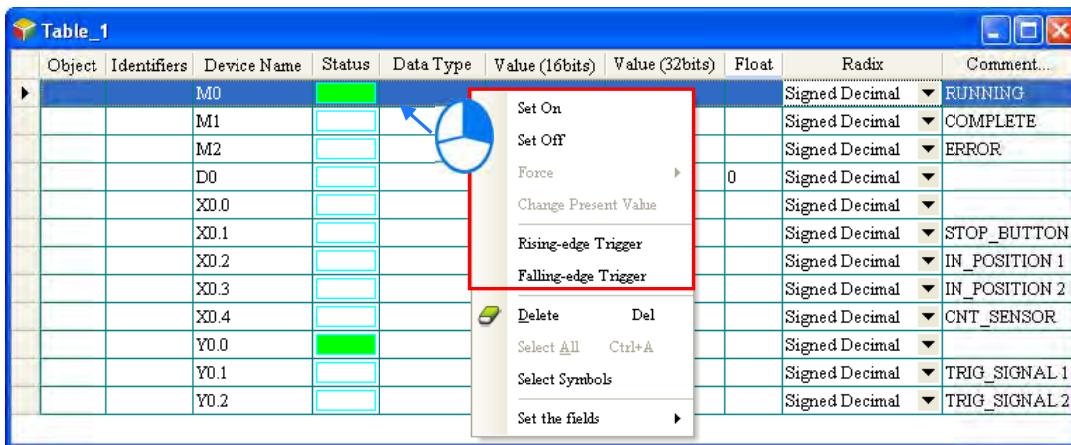 Table_1
Object Identifiers Device Name Status Data Type Value (16bits) Value (32bits) Float Radix Comment...
M0 Signed Decimal RUNNING
M1 Signed Decimal COMPLETE
M2 Signed Decimal ERROR
D0 0 Signed Decimal
X0.0 Signed Decimal
X0.1 Signed Decimal STOP_BUTTON
X0.2 Signed Decimal IN_POSITION 1
X0.3 Signed Decimal IN_POSITION 2
X0.4 Signed Decimal CNT_SENSOR
Y0.0 Signed Decimal
Y0.1 Signed Decimal TRIG_SIGNAL 1
Y0.2 Signed Decimal TRIG_SIGNAL 2
Set On
Set Off
Force
Change Present Value
Rising-edge Trigger
Falling-edge Trigger
Delete Del
Select All Ctrl+A
Select Symbols
Set the fields